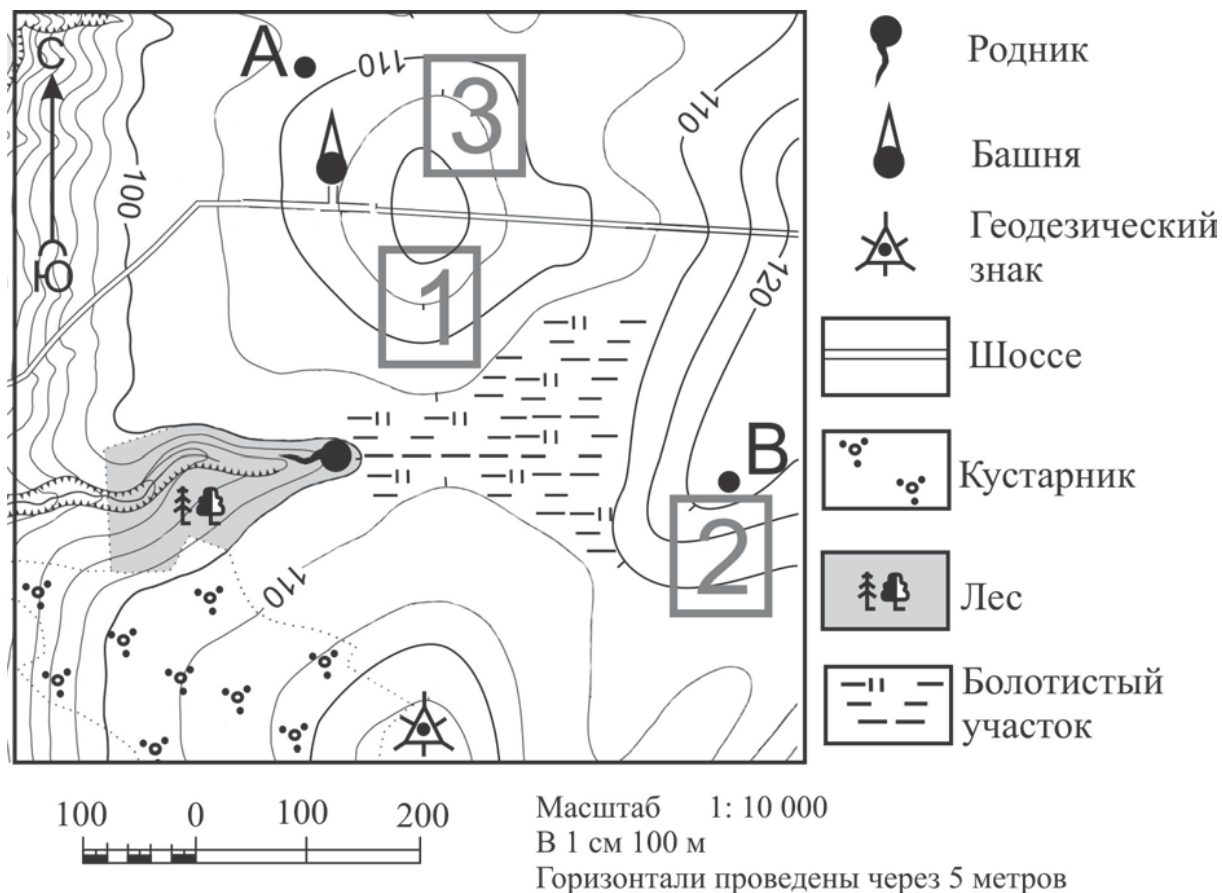 С
Ю
А
110
3
110
100
120
1
В
2
110
Родник
Башня
Геодезический
знак
Шоссе
Кустарник
Лес
Болотистый
участок
100 0 100 200
Масштаб 1: 10 000
В 1 см 100 м
Горизонтали проведены через 5 метров